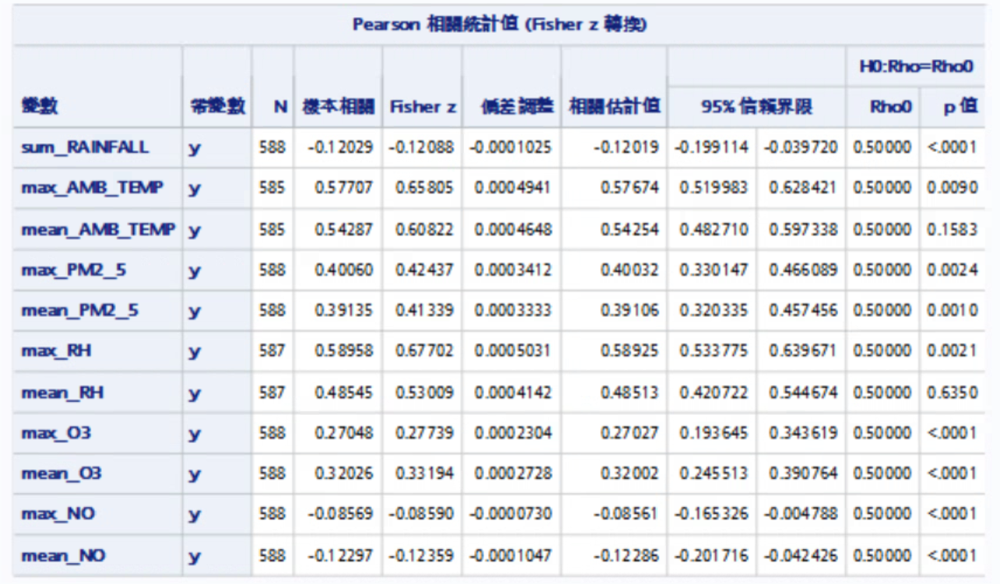 Pearson 相關統計值 (Fisher z 轉換)
H0:Rho=Rho0
變數 帶變數 N 樣本相關 Fisher z 偏差調整 相關估計值 95% 信賴界限 Rho0 p 值
sum_RAINFALL y 588 -0.12029 -0.12088 -0.0001025 -0.12019 -0.199114 -0.039720 0.50000 <.0001
max_AMB_TEMP y 585 0.57707 0.65805 0.0004941 0.57674 0.519983 0.628421 0.50000 0.0090
mean_AMB_TEMP y 585 0.54287 0.60822 0.0004648 0.54254 0.482710 0.597338 0.50000 0.1583
max_PM2_5 y 588 0.40060 0.42437 0.0003412 0.40032 0.330147 0.466089 0.50000 0.0024
mean_PM2_5 y 588 0.39135 0.41339 0.0003333 0.39106 0.320335 0.457456 0.50000 0.0010
max_RH y 587 0.58958 0.67702 0.0005031 0.58925 0.533775 0.639671 0.50000 0.0021
mean_RH y 587 0.48545 0.53009 0.0004142 0.48513 0.420722 0.544674 0.50000 0.6350
max_O3 y 588 0.27048 0.27739 0.0002304 0.27027 0.193645 0.343619 0.50000 <.0001
mean_O3 y 588 0.32026 0.33194 0.0002728 0.32002 0.245513 0.390764 0.50000 <.0001
max_NO y 588 -0.08569 -0.08590 -0.0000730 -0.08561 -0.165326 -0.004788 0.50000 <.0001
mean_NO y 588 -0.12297 -0.12359 -0.0001047 -0.12286 -0.201716 -0.042426 0.50000 <.0001